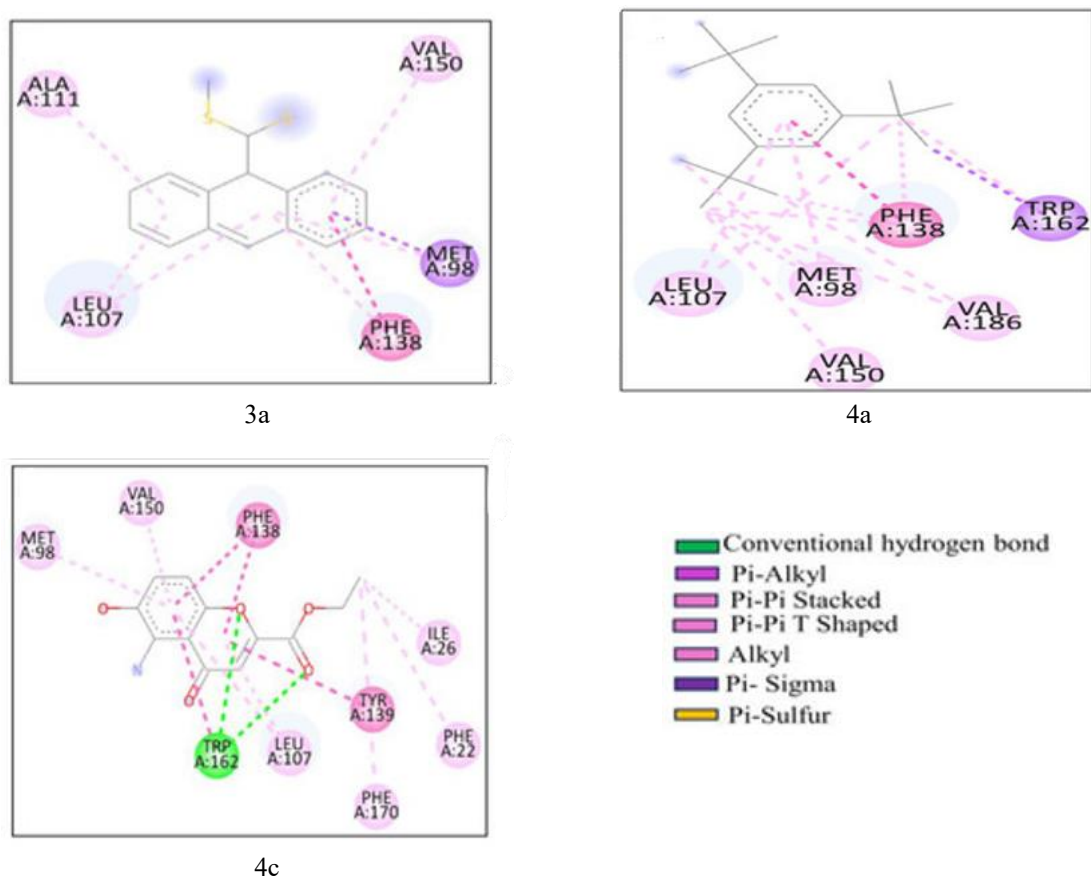 ALA
A:111
VAL
A:150
S
S
MET
A:98
LEU
A:107
PHE
A:138
3a
PHE
A:138
TRP
A:162
LEU
A:107
MET
A:98
VAL
A:186
VAL
A:150
4a
VAL
A:150
PHE
A:138
MET
A:98
O
O
O
N
O
O
ILE
A:26
TYR
A:139
TRP
A:162
LEU
A:107
PHE
A:22
PHE
A:170
4c
Conventional hydrogen bond
Pi-Alkyl
Pi-Pi Stacked
Pi-Pi T Shaped
Alkyl
Pi- Sigma
Pi-Sulfur